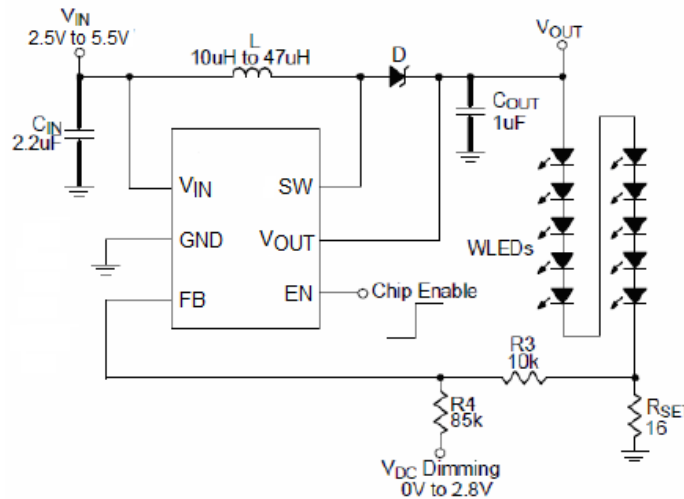 VIN
2.5V to 5.5V
L
10uH to 47uH
D
VOUT
CIN
2.2uF
COUT
1uF
VIN
SW
GND
VOUT
WLEDs
FB
EN
Chip Enable
R3
10k
R4
85k
RSET
16
VDC Dimming
0V to 2.8V